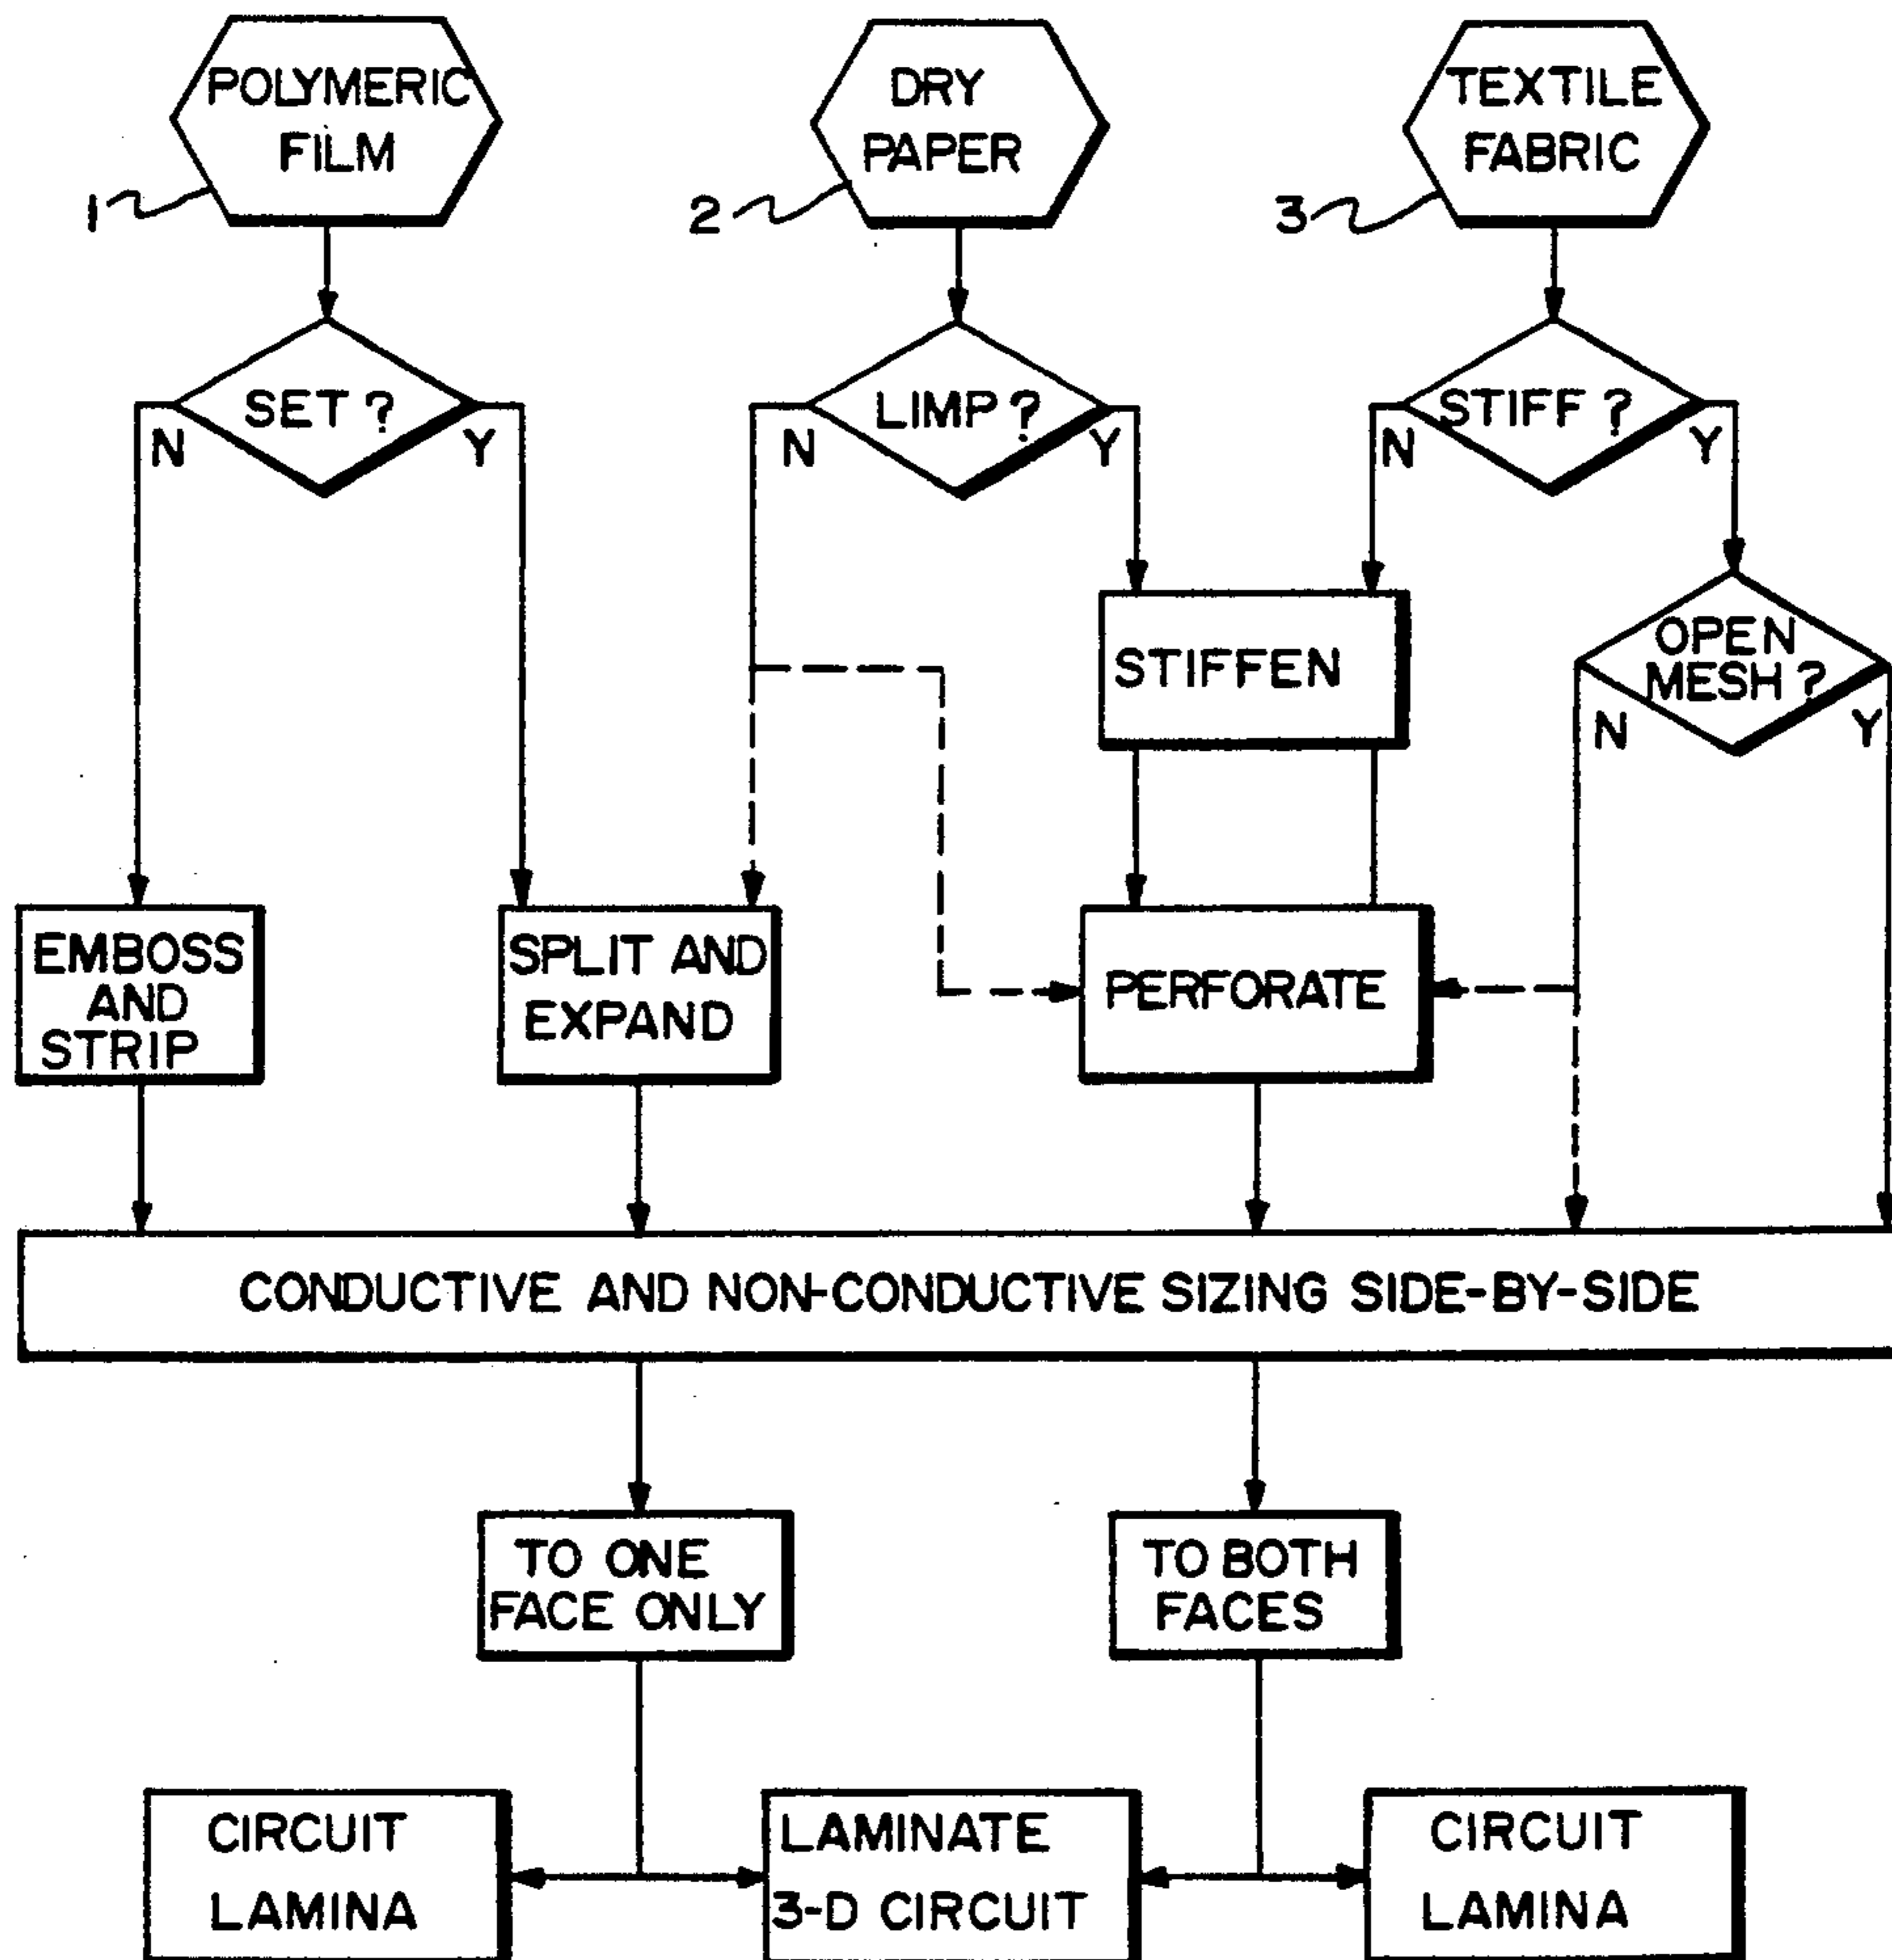 POLYMERIC
FILM
1
DRY
PAPER
2
TEXTILE
FABRIC
3
SET ?
N
Y
LIMP ?
N
Y
STIFF ?
N
Y
STIFFEN
OPEN
MESH ?
N
Y
EMBOSS
AND
STRIP
SPLIT AND
EXPAND
PERFORATE
CONDUCTIVE AND NON-CONDUCTIVE SIZING SIDE-BY-SIDE
TO ONE
FACE ONLY
TO BOTH
FACES
CIRCUIT
LAMINA
LAMINATE
3-D CIRCUIT
CIRCUIT
LAMINA